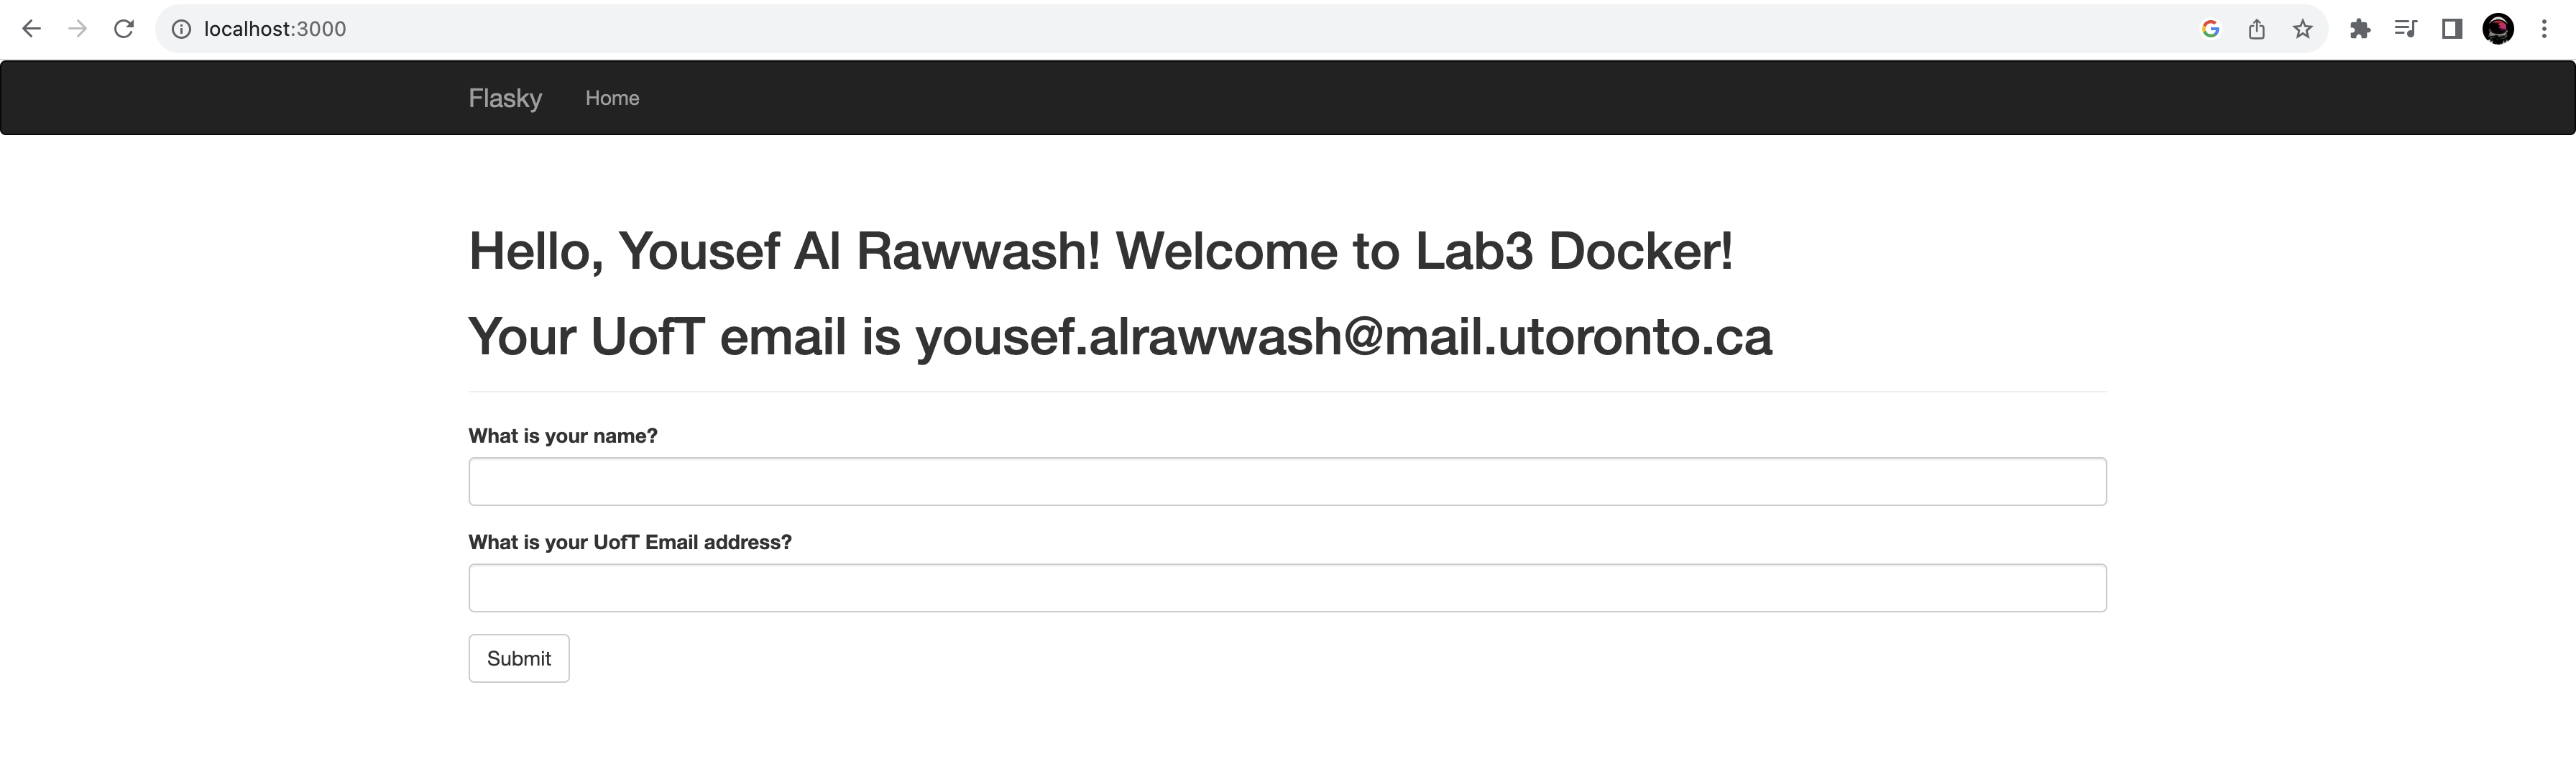 localhost:3000
Flasky Home
Hello, Yousef Al Rawwash! Welcome to Lab3 Docker!
Your UofT email is yousef.alrawwash@mail.utoronto.ca
What is your name?
What is your UofT Email address?
Submit